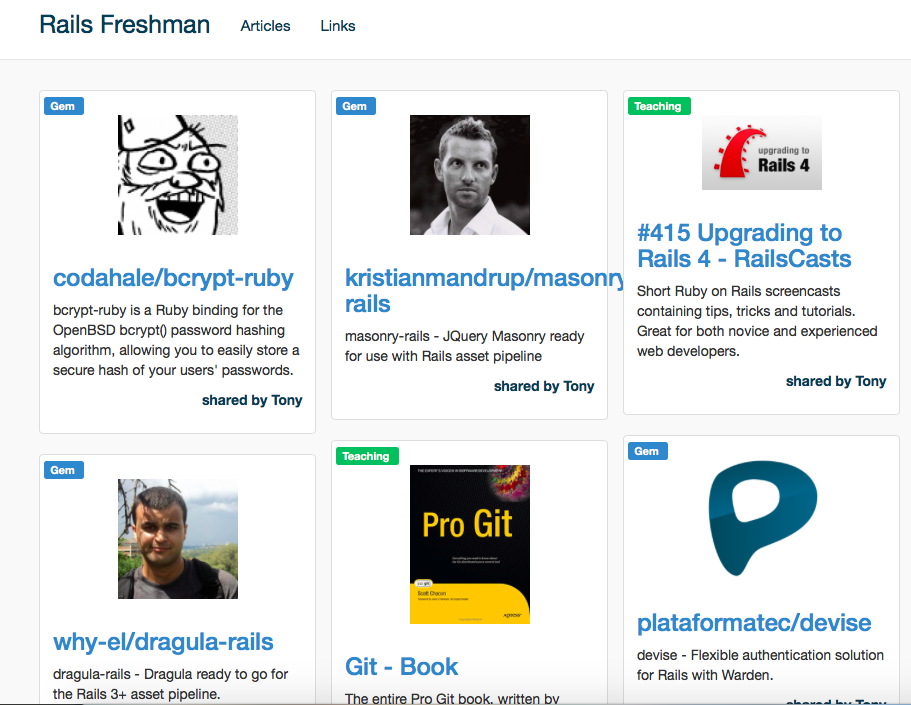 Rails Freshman
Articles
Links
Gem
codahale/bcrypt-ruby
bcrypt-ruby is a Ruby binding for the
OpenBSD bcrypt() password hashing
algorithm, allowing you to easily store a
secure hash of your users' passwords.
shared by Tony
Gem
kristianmandrup/masonry
rails
masonry-rails - JQuery Masonry ready
for use with Rails asset pipeline
shared by Tony
Teaching
upgrading to
Rails 4
#415 Upgrading to
Rails 4 - RailsCasts
Short Ruby on Rails screencasts
containing tips, tricks and tutorials.
Great for both novice and experienced
web developers.
shared by Tony
Gem
why-el/dragula-rails
dragula-rails - Dragula ready to go for
the Rails 3+ asset pipeline.
Teaching
Pro Git
Scott Chacon
Git - Book
The entire Pro Git book, written by
Gem
plataformatec/devise
devise - Flexible authentication solution
for Rails with Warden.
shared by Tony